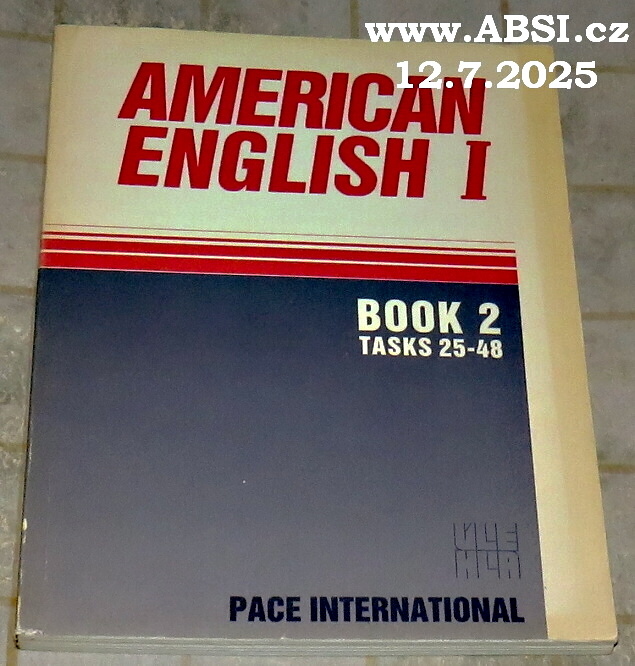 www.ABSI.cz
12.7.2025
AMERICAN
ENGLISH I
BOOK 2
TASKS 25-48
PACE INTERNATIONAL